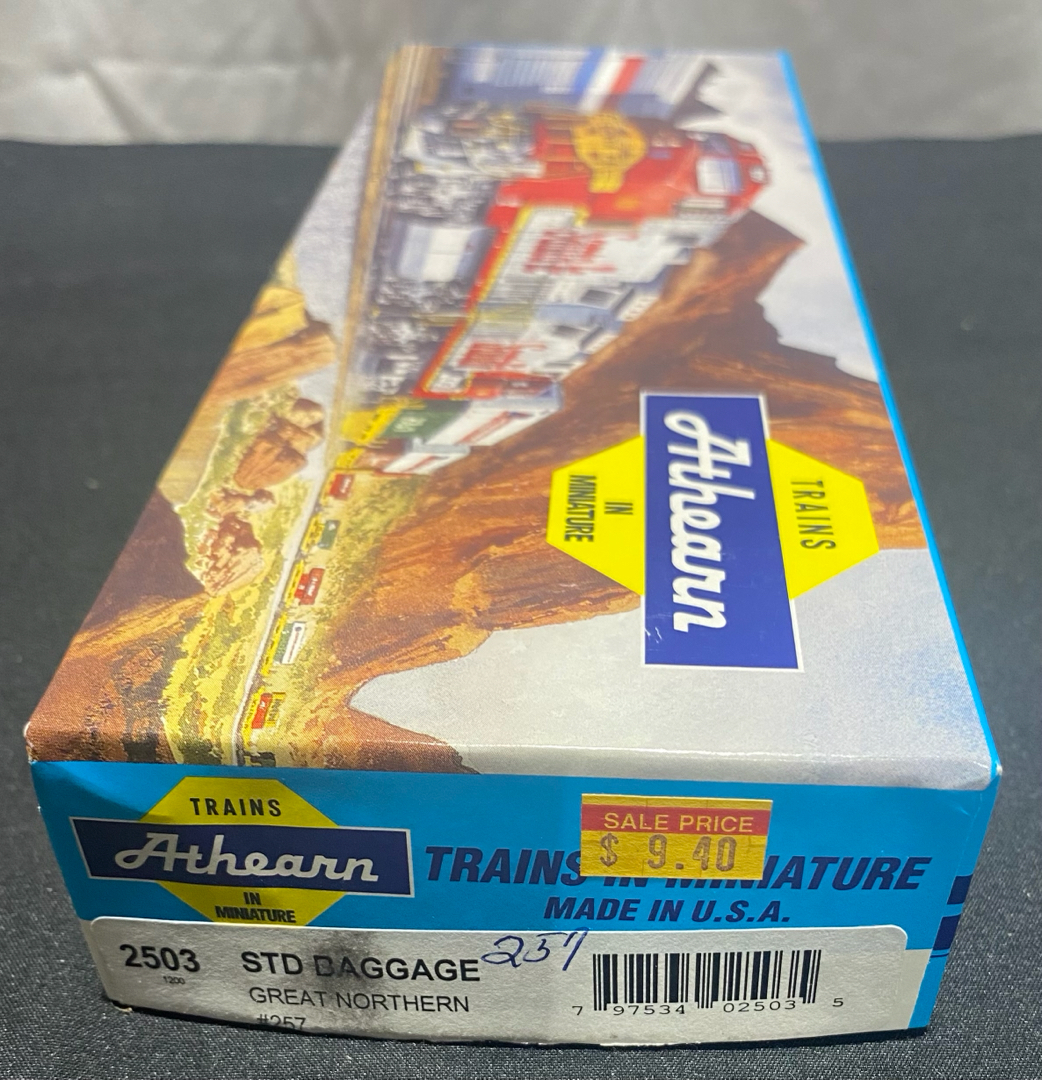 TRAINS
Athearn
IN
MINIATURE
TRAINS
Athearn
IN
MINIATURE
SALE PRICE
$ 9.40
TRAINS IN MINIATURE
MADE IN U.S.A.
2503
1200
STD BAGGAGE
257
GREAT NORTHERN
#257
7 97534 02503 5